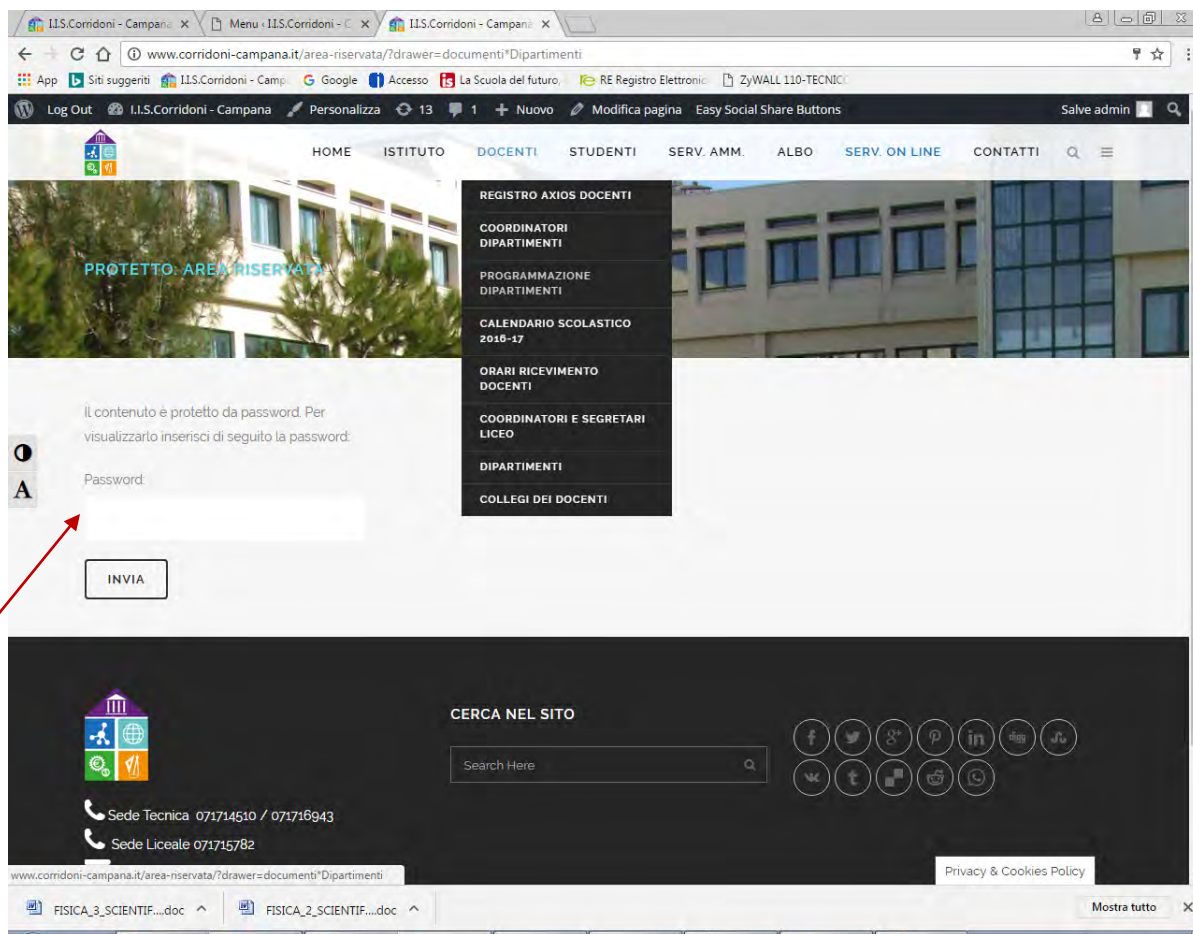 I.I.S.Corridoni - Campana
Menu ‹ I.I.S.Corridoni - C
I.I.S.Corridoni - Campana
www.corridoni-campana.it/area-riservata/?drawer=documenti*Dipartimenti
App Siti suggeriti I.I.S.Corridoni - Camp Google Accesso La Scuola del futuro, RE Registro Elettronic ZyWALL 110-TECNIC
Log Out I.I.S.Corridoni - Campana Personalizza 13 1 + Nuovo Modifica pagina Easy Social Share Buttons Salve admin
HOME ISTITUTO DOCENTI STUDENTI SERV. AMM. ALBO SERV. ON LINE CONTATTI
PROTETTO: AREA RISERVATA
REGISTRO AXIOS DOCENTI
COORDINATORI
DIPARTIMENTI
PROGRAMMAZIONE
DIPARTIMENTI
CALENDARIO SCOLASTICO
2016-17
ORARI RICEVIMENTO
DOCENTI
COORDINATORI E SEGRETARI
LICEO
DIPARTIMENTI
COLLEGI DEI DOCENTI
Il contenuto è protetto da password. Per
visualizzarlo inserisci di seguito la password:
A
Password:
INVIA
CERCA NEL SITO
Search Here
f g+ p in digg
vk t
Sede Tecnica 071714510 / 071716943
Sede Liceale 071715782
Privacy & Cookies Policy
www.corridoni-campana.it/area-riservata/?drawer=documenti*Dipartimenti
FISICA_3_SCIENTIF....doc FISICA_2_SCIENTIF....doc Mostra tutto